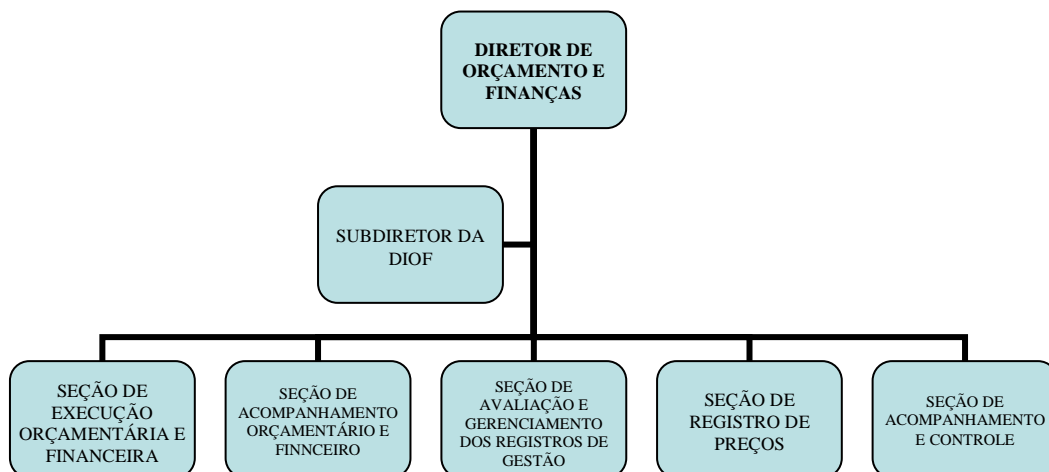 DIRETOR DE
ORÇAMENTO E
FINANÇAS
SUBDIRETOR DA
DIOF
SEÇÃO DE
EXECUÇÃO
ORÇAMENTÁRIA E
FINANCEIRA
SEÇÃO DE
ACOMPANHAMENTO
ORÇAMENTÁRIO E
FINNCEIRO
SEÇÃO DE
AVALIAÇÃO E
GERENCIAMENTO
DOS REGISTROS DE
GESTÃO
SEÇÃO DE
REGISTRO DE
PREÇOS
SEÇÃO DE
ACOMPANHAMENTO
E CONTROLE